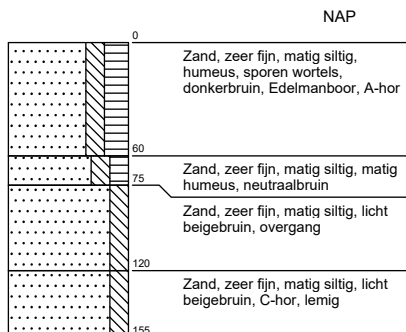 NAP
0
Zand, zeer fijn, matig siltig,
humeus, sporen wortels,
donkerbruin, Edelmanboor, A-hor
60
Zand, zeer fijn, matig siltig, matig
humeus, neutraalbruin
75
Zand, zeer fijn, matig siltig, licht
beigebruin, overgang
120
Zand, zeer fijn, matig siltig, licht
beigebruin, C-hor, lemig
155